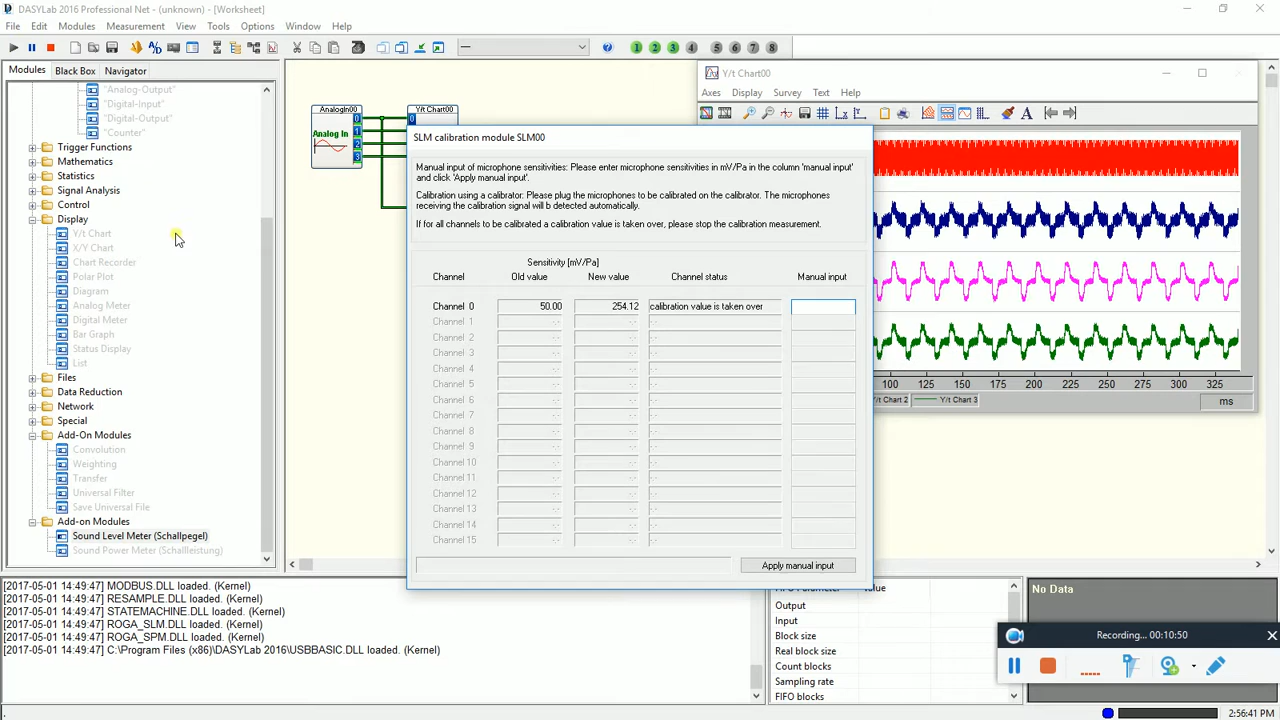 DASYLab 2016 Professional Net - (unknown) - [Worksheet]
File Edit Modules Measurement View Tools Options Window Help
1 2 3 4 5 6 7 8
Modules Black Box Navigator
"Analog-Output"
"Digital-Input"
"Digital-Output"
"Counter"
Trigger Functions
Mathematics
Statistics
Signal Analysis
Control
Display
Y/t Chart
X/Y Chart
Chart Recorder
Polar Plot
Diagram
Analog Meter
Digital Meter
Bar Graph
Status Display
List
Files
Data Reduction
Network
Special
Add-On Modules
Convolution
Weighting
Transfer
Universal Filter
Save Universal File
Add-on Modules
Sound Level Meter (Schallpegel)
Sound Power Meter (Schalleistung)
AnalogIn00
Analog In
0
1
2
3
Y/t Chart00
0
Y/t Chart00
Axes Display Survey Text Help
100 125 150 175 200 225 250 275 300 325
Y/t Chart 2 Y/t Chart 3 ms
SLM calibration module SLM00
Manual input of microphone sensitivities: Please enter microphone sensitivities in mV/Pa in the column 'manual input'
and click 'Apply manual input'.
Calibration using a calibrator: Please plug the microphones to be calibrated on the calibrator. The microphones
receiving the calibration signal will b detected automatically.
If for all channels to be calibrated a calibration value is taken over, please stop the calibration measurement.
Sensitivity [mV/Pa]
Channel Old value New value Channel status Manual input
Channel 0 50.00 254.12 calibration value is taken over
Channel 1 -.- -.- - -
Channel 2 -.- -.- - -
Channel 3 -.- -.- - -
Channel 4 -.- -.- - -
Channel 5 -.- -.- - -
Channel 6 -.- -.- - -
Channel 7 -.- -.- - -
Channel 8 -.- -.- - -
Channel 9 -.- -.- - -
Channel 10 -.- -.- - -
Channel 11 -.- -.- - -
Channel 12 -.- -.- - -
Channel 13 -.- -.- - -
Channel 14 -.- -.- - -
Channel 15 -.- -.- - -
Apply manual input
[2017-05-01 14:49:47] MODBUS.DLL loaded. (Kernel)
[2017-05-01 14:49:47] RESAMPLE.DLL loaded. (Kernel)
[2017-05-01 14:49:47] STATEMACHINE.DLL loaded. (Kernel)
[2017-05-01 14:49:47] ROGA_SLM.DLL loaded. (Kernel)
[2017-05-01 14:49:47] ROGA_SPM.DLL loaded. (Kernel)
[2017-05-01 14:49:47] C:\Program Files (x86)\DASYLab 2016\USBBASIC.DLL loaded. (Kernel)
FIFO Parameter Value
Output
Input
Block size
Real block size
Count blocks
Sampling rate
FIFO blocks
No Data
Recording... 00:10:50
2:56:41 PM